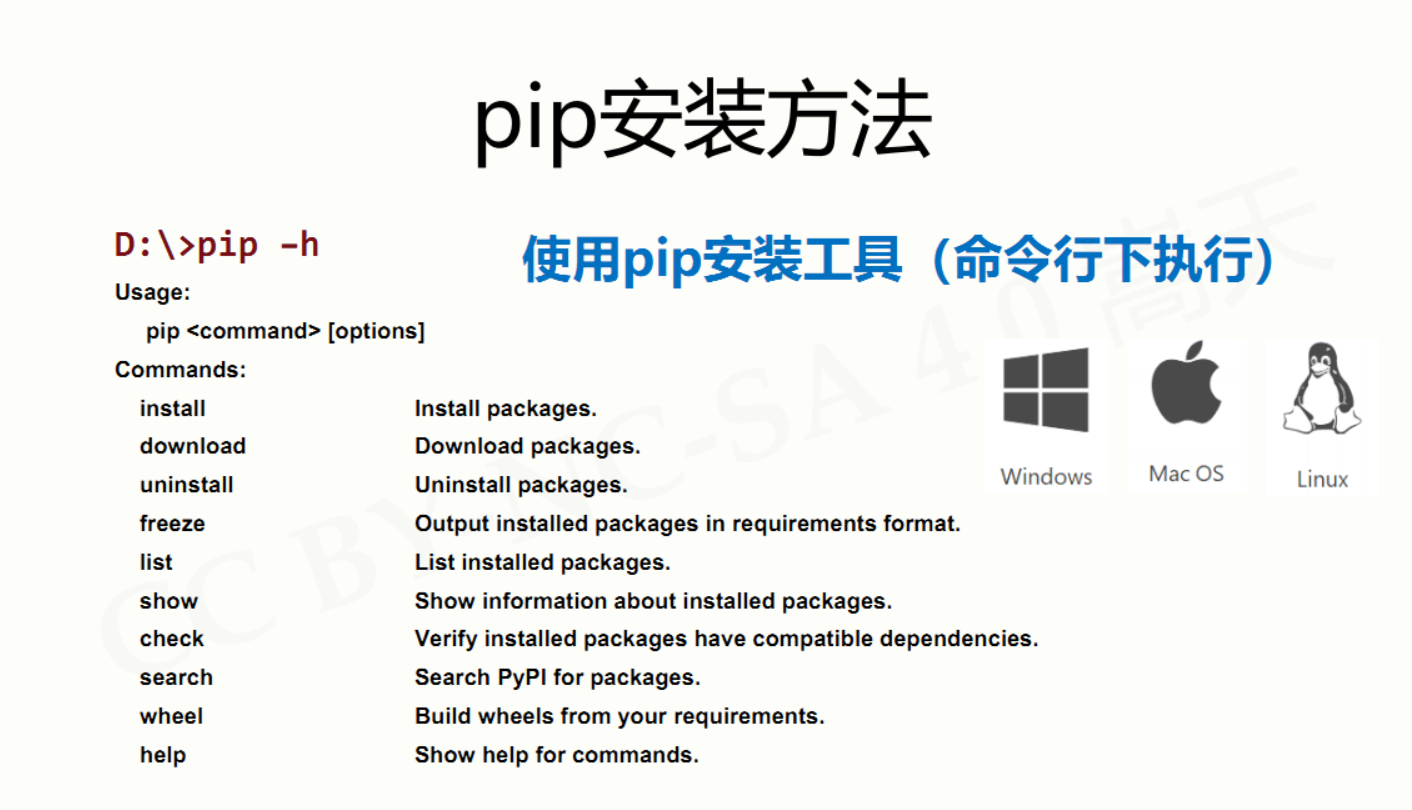 pip安装方法
D:\>pip –h
使用pip安装工具（命令行下执行）
Usage:
pip <command> [options]
Commands:
install Install packages.
download Download packages.
uninstall Uninstall packages.
freeze Output installed packages in requirements format.
list List installed packages.
show Show information about installed packages.
check Verify installed packages have compatible dependencies.
search Search PyPI for packages.
wheel Build wheels from your requirements.
help Show help for commands.
Windows
Mac OS
Linux
CC BY NC-SA 4.0 嵩天